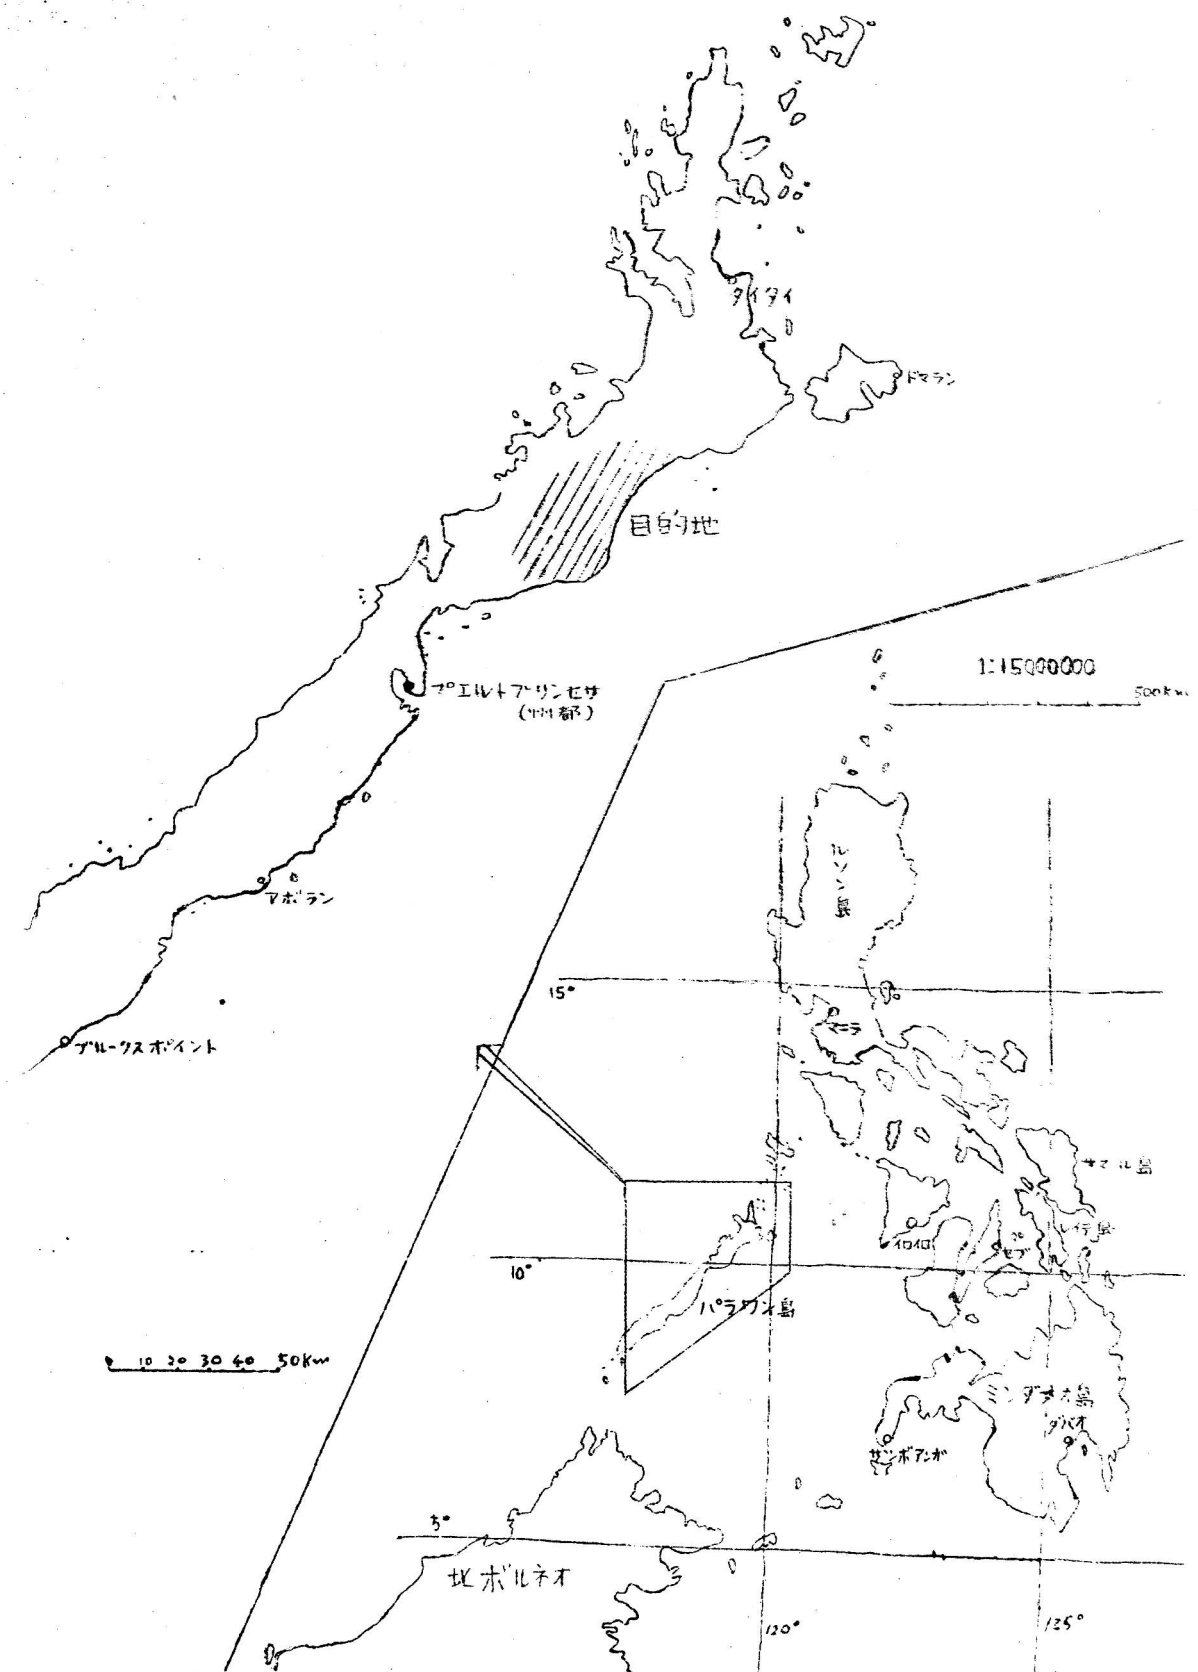 タイタイ
ドマラン
目的地
プエルトプリンセサ
(州都)
アボラン
ブルークスポイント
10 20 30 40 50km
1:15000000
500km
ルソン島
15°
マニラ
サマール島
レイテ島
イロイロ
セブ
10°
パラワン島
ミンダナオ島
ダバオ
サンボアンガ
5°
北ボルネオ
120°
125°